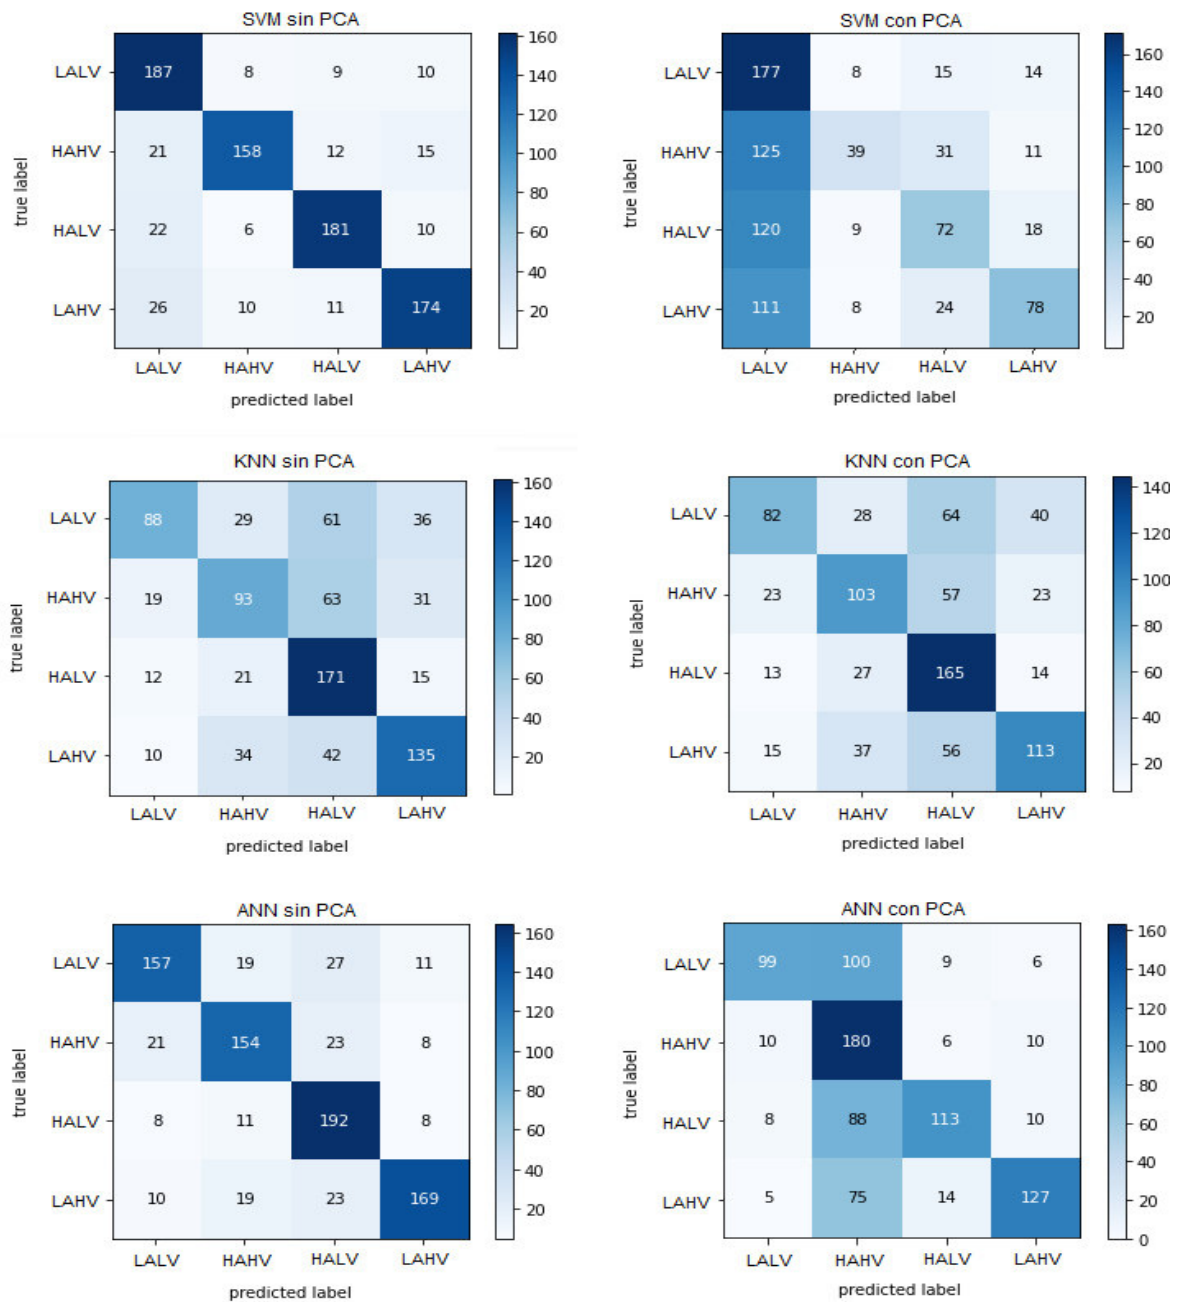 SVM sin PCA
true label
LALV 187 8 9 10
HAHV 21 158 12 15
HALV 22 6 181 10
LAHV 26 10 11 174
LALV HAHV HALV LAHV
predicted label
160
140
120
100
80
60
40
20
SVM con PCA
true label
LALV 177 8 15 14
HAHV 125 39 31 11
HALV 120 9 72 18
LAHV 111 8 24 78
LALV HAHV HALV LAHV
predicted label
160
140
120
100
80
60
40
20
KNN sin PCA
true label
LALV 88 29 61 36
HAHV 19 93 63 31
HALV 12 21 171 15
LAHV 10 34 42 135
LALV HAHV HALV LAHV
predicted label
160
140
120
100
80
60
40
20
KNN con PCA
true label
LALV 82 28 64 40
HAHV 23 103 57 23
HALV 13 27 165 14
LAHV 15 37 56 113
LALV HAHV HALV LAHV
predicted label
140
120
100
80
60
40
20
ANN sin PCA
true label
LALV 157 19 27 11
HAHV 21 154 23 8
HALV 8 11 192 8
LAHV 10 19 23 169
LALV HAHV HALV LAHV
predicted label
160
140
120
100
80
60
40
20
ANN con PCA
true label
LALV 99 100 9 6
HAHV 10 180 6 10
HALV 8 88 113 10
LAHV 5 75 14 127
LALV HAHV HALV LAHV
predicted label
160
140
120
100
80
60
40
20
0